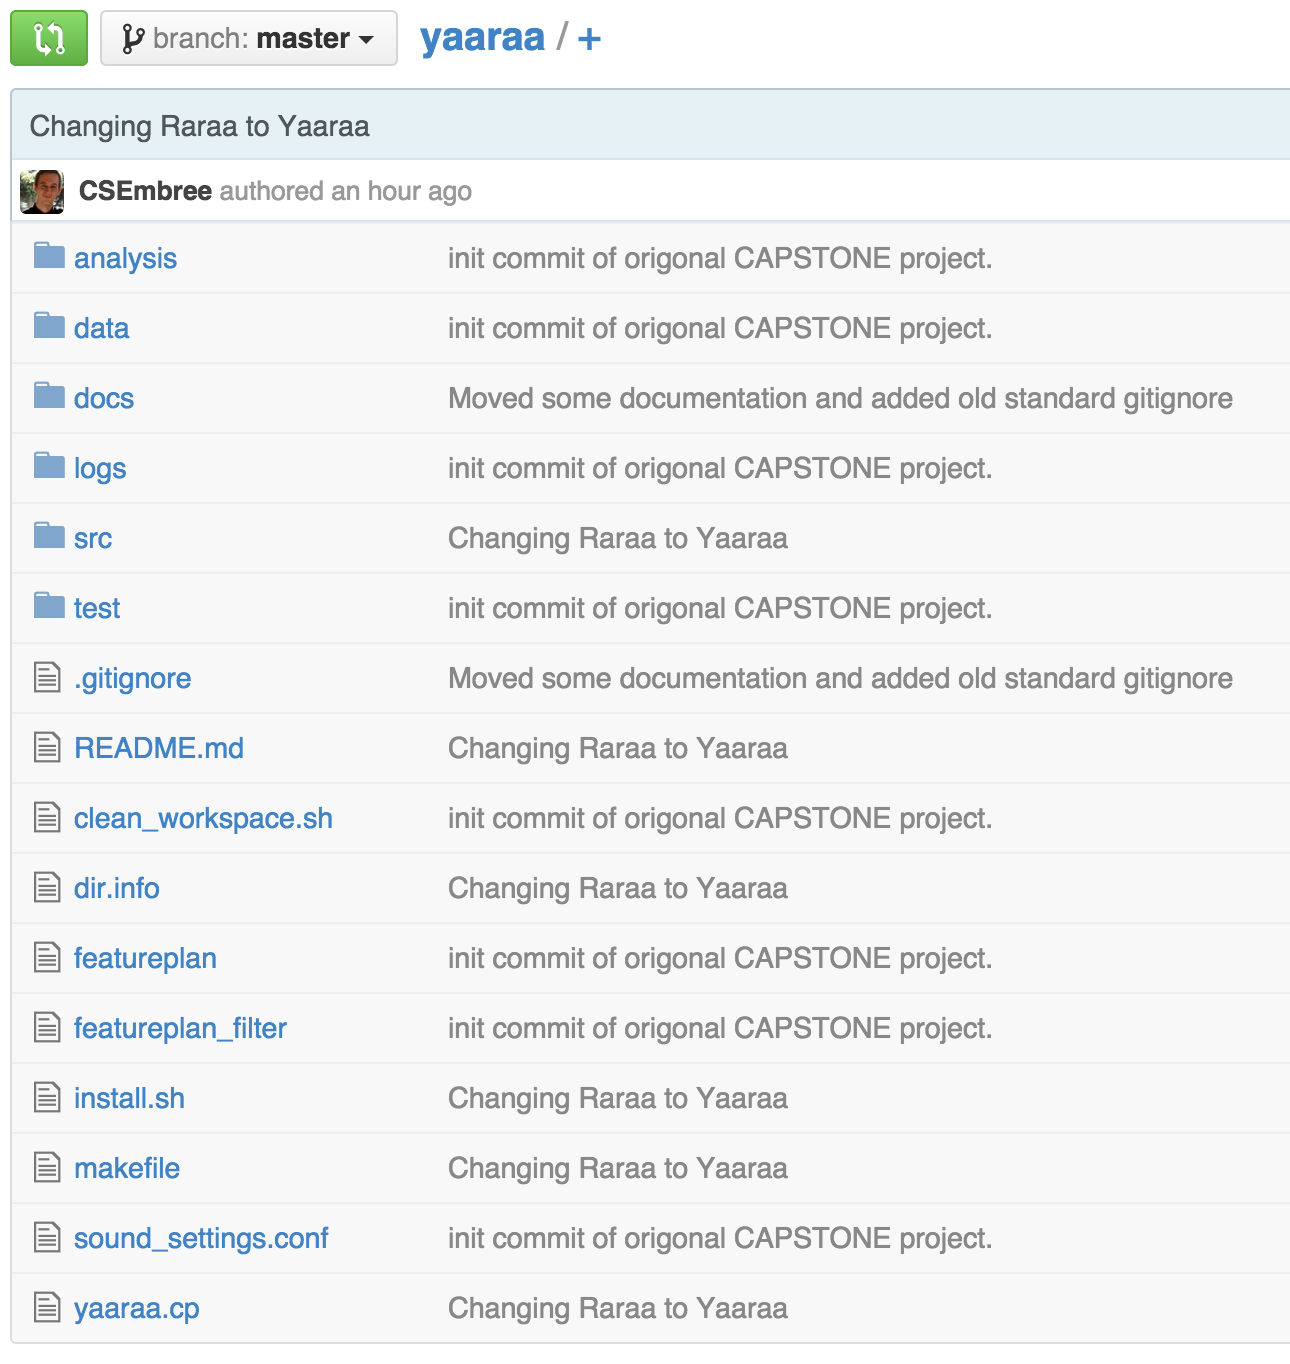 branch: master yaaraa / +
Changing Raraa to Yaaraa
CSEmbree authored an hour ago
analysis init commit of origonal CAPSTONE project.
data init commit of origonal CAPSTONE project.
docs Moved some documentation and added old standard gitignore
logs init commit of origonal CAPSTONE project.
src Changing Raraa to Yaaraa
test init commit of origonal CAPSTONE project.
.gitignore Moved some documentation and added old standard gitignore
README.md Changing Raraa to Yaaraa
clean_workspace.sh init commit of origonal CAPSTONE project.
dir.info Changing Raraa to Yaaraa
featureplan init commit of origonal CAPSTONE project.
featureplan_filter init commit of origonal CAPSTONE project.
install.sh Changing Raraa to Yaaraa
makefile Changing Raraa to Yaaraa
sound_settings.conf init commit of origonal CAPSTONE project.
yaaraa.cp Changing Raraa to Yaaraa